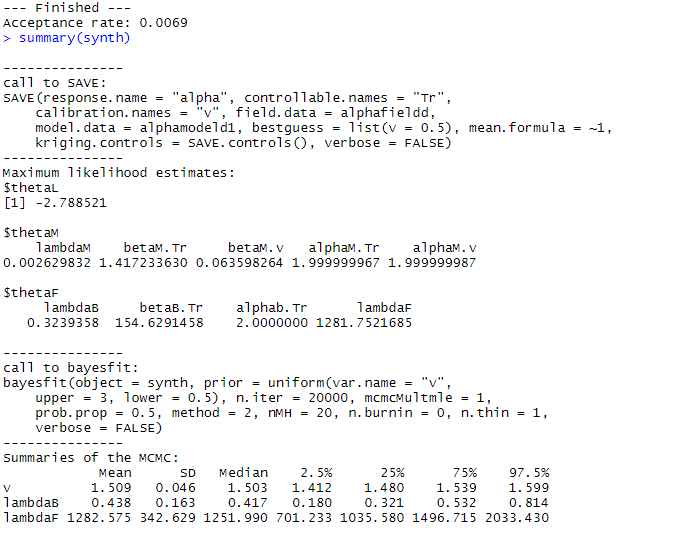 --- Finished ---
Acceptance rate: 0.0069
> summary(synth)
---------------
call to SAVE:
SAVE(response.name = "alpha", controllable.names = "Tr",
    calibration.names = "v", field.data = alphafieldd,
    model.data = alphamodeld1, bestguess = list(v = 0.5), mean.formula = ~1,
    kriging.controls = SAVE.controls(), verbose = FALSE)
---------------
Maximum likelihood estimates:
$thetaL
[1] -2.788521
$thetaM
    lambdaM    betaM.Tr     betaM.v   alphaM.Tr    alphaM.v
0.002629832 1.417233630 0.063598264 1.999999967 1.999999987
$thetaF
     lambdaB     betaB.Tr    alphab.Tr      lambdaF
   0.3239358  154.6291458    2.0000000 1281.7521685
---------------
call to bayesfit:
bayesfit(object = synth, prior = uniform(var.name = "v",
    upper = 3, lower = 0.5), n.iter = 20000, mcmcMultmle = 1,
    prob.prop = 0.5, method = 2, nMH = 20, n.burnin = 0, n.thin = 1,
    verbose = FALSE)
---------------
Summaries of the MCMC:
            Mean      SD   Median    2.5%      25%      75%    97.5%
v          1.509   0.046    1.503   1.412    1.480    1.539    1.599
lambdaB    0.438   0.163    0.417   0.180    0.321    0.532    0.814
lambdaF 1282.575 342.629 1251.990 701.233 1035.580 1496.715 2033.430